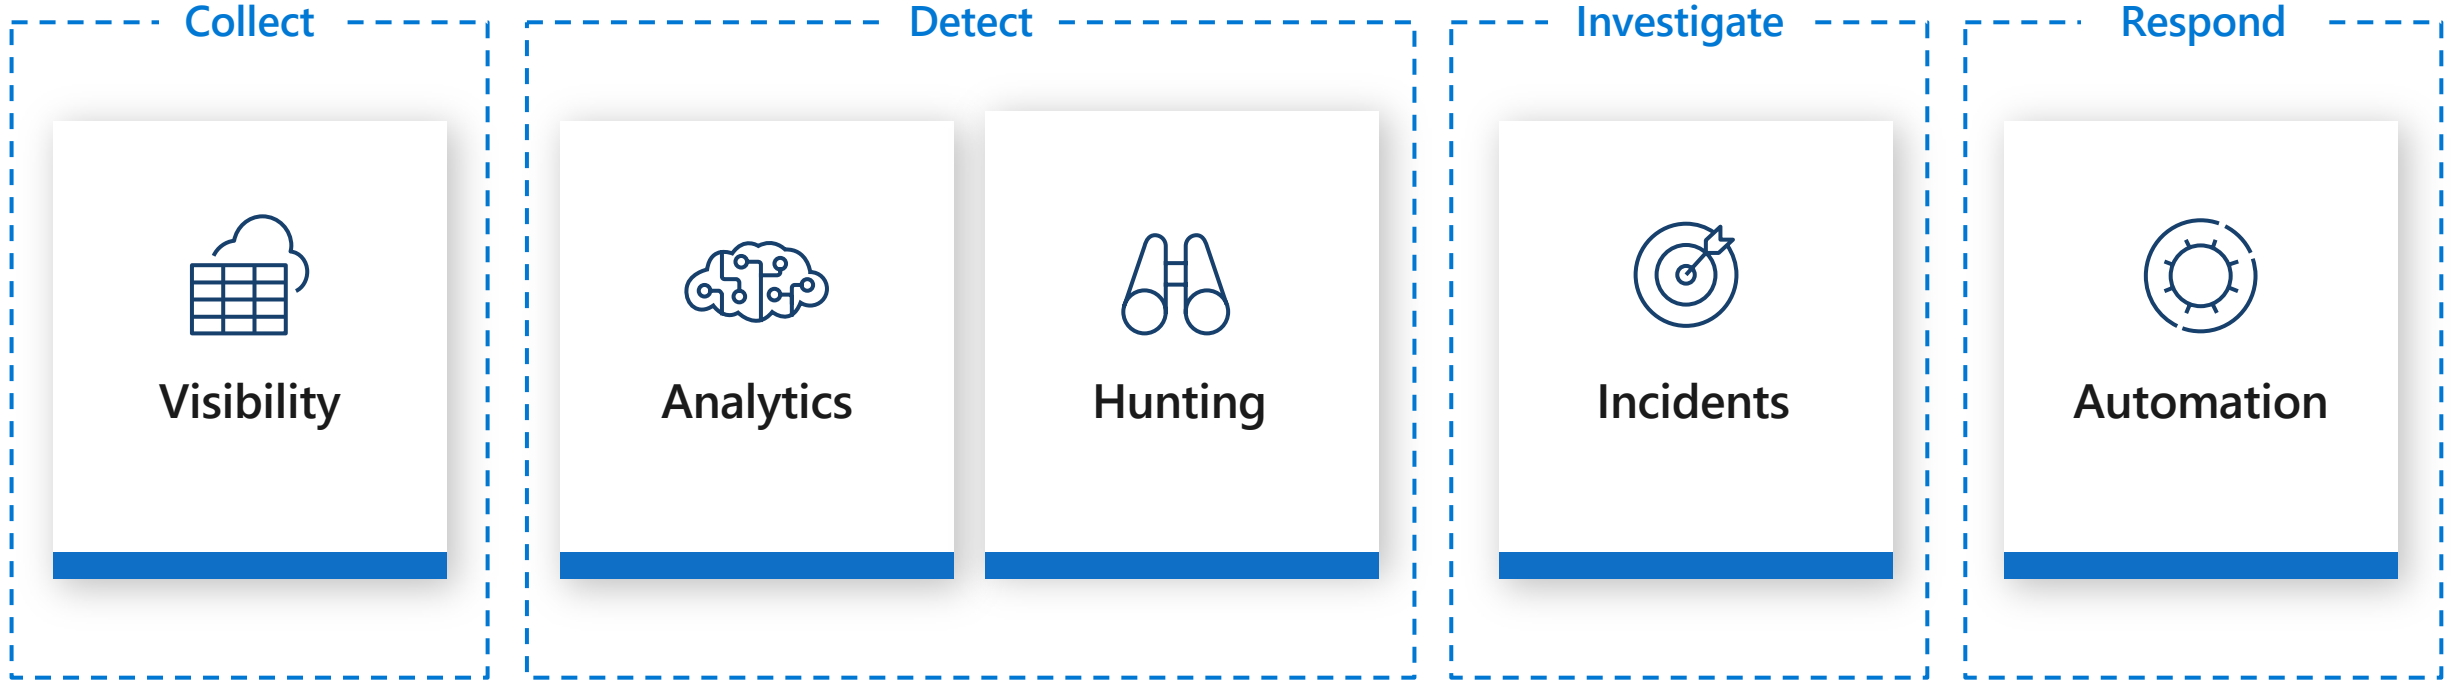 Collect
Detect
Investigate
Respond
Visibility
Analytics
Hunting
Incidents
Automation